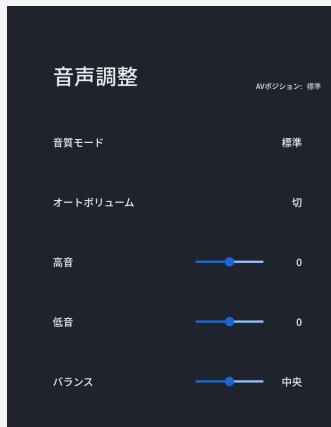 音声調整
AVポジション: 標準
音質モード 標準
オートボリューム 切
高音 0
低音 0
バランス 中央